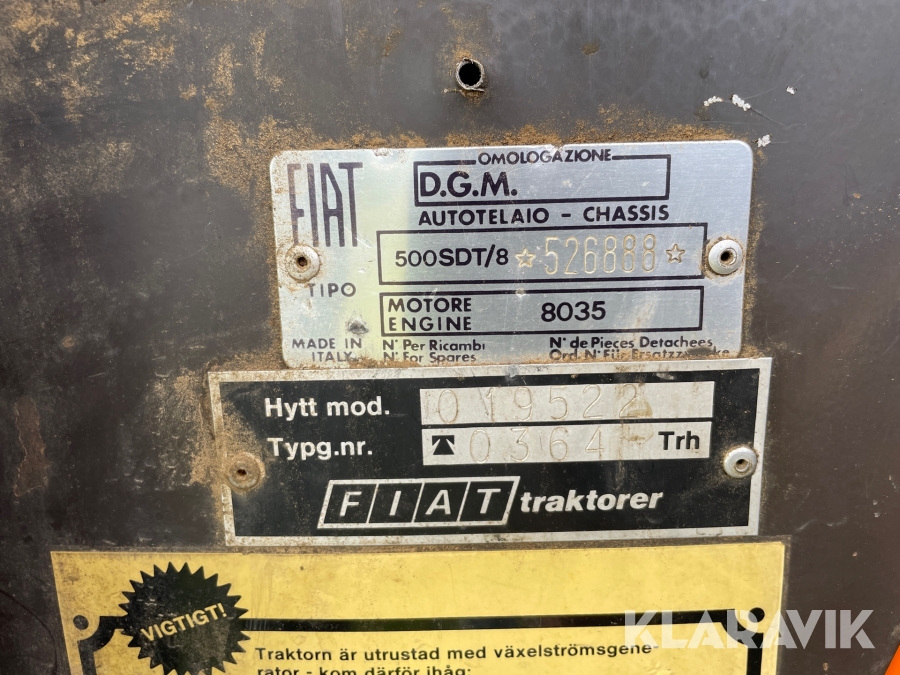 FIAT
OMOLOGAZIONE
D.G.M.
AUTOTELAIO - CHASSIS
500SDT/8 ☆526888☆
TIPO
MOTORE
ENGINE
8035
MADE IN
ITALY
N° Per Ricambi
N° For Spares
N° de Pieces Detachees
Ord. N° Für
Hytt mod. 019522
Typg.nr. 0364 Trh
FIAT traktorer
VIGTIGT!
Traktorn är utrustad med växelströmsgene-
rator - kom därför ihåg:
KLARAVIK